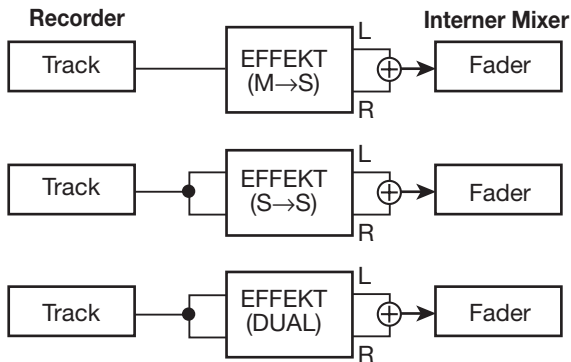 Recorder
Interner Mixer
Track
EFFEKT
(M→S)
L
R
Fader
Track
EFFEKT
(S→S)
L
R
Fader
Track
EFFEKT
(DUAL)
L
R
Fader